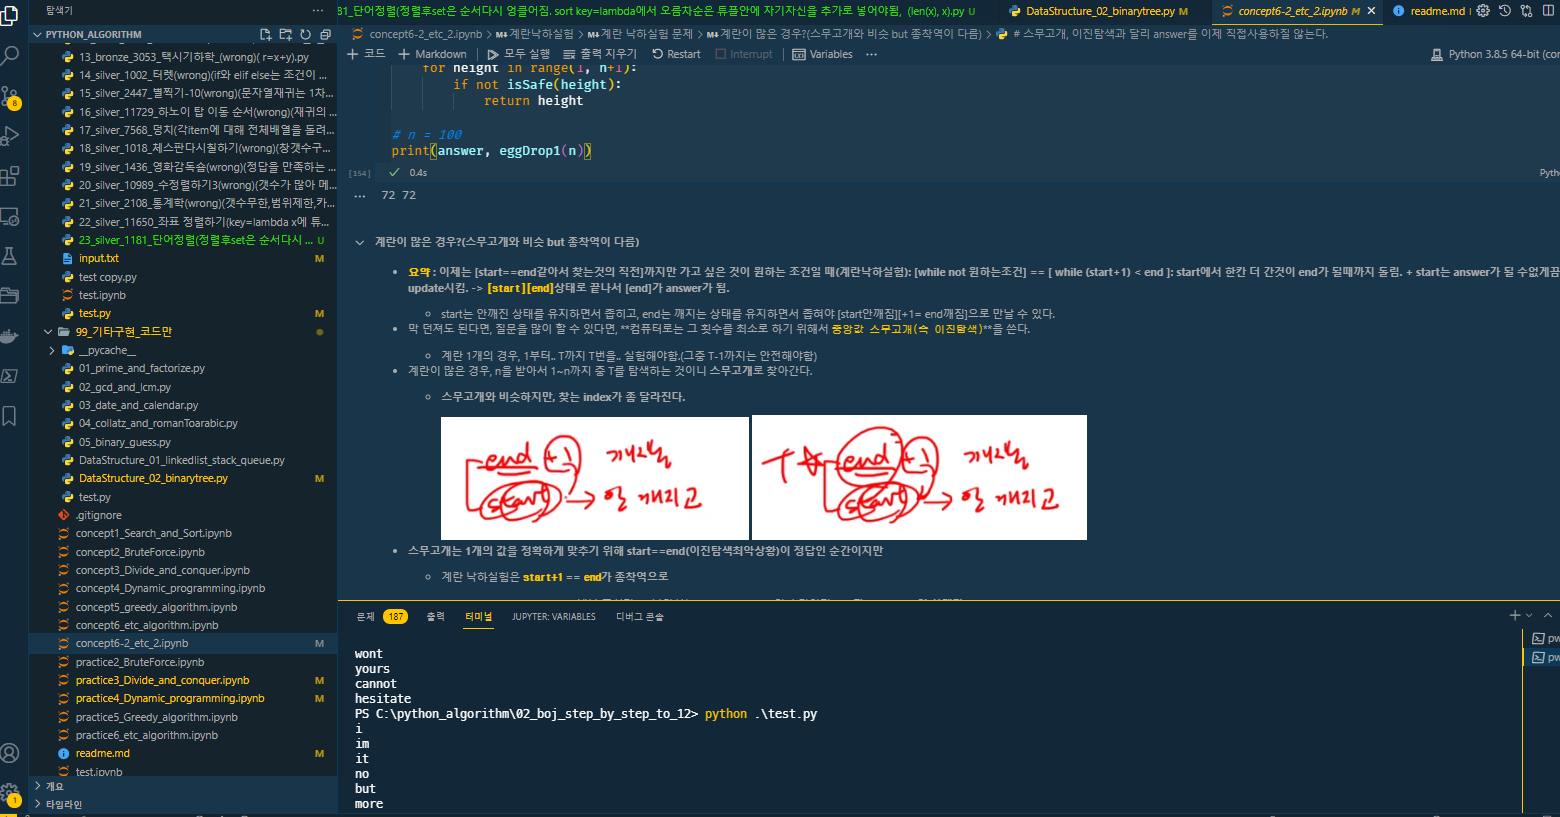 탐색기
PYTHON_ALGORITHM
13_bronze_3053_택시기하학_(wrong)( r=x+y).py
14_silver_1002_터렛(wrong)(if와 elif else는 조건이 ...
15_silver_2447_별찍기-10(wrong)(문자열재귀는 1차...
16_silver_11729_하노이 탑 이동 순서(wrong)(재귀의 ...
17_silver_7568_덩치(각item에 대해 전체배열을 돌려...
18_silver_1018_체스판다시칠하기(wrong)(창갯수구...
19_silver_1436_영화감독숌(wrong)(정답을 만족하는 ...
20_silver_10989_수정렬하기3(wrong)(갯수가 많아 메...
21_silver_2108_통계학(wrong)(갯수무한,범위제한,카...
22_silver_11650_좌표 정렬하기(key=lambda x에 튜...
23_silver_1181_단어정렬(정렬후set은 순서다시 ... U
input.txt M
test copy.py
test.ipynb
test.py M
99_기타구현_코드만
__pycache__
01_prime_and_factorize.py
02_gcd_and_lcm.py
03_date_and_calendar.py
04_collatz_and_romanToarabic.py
05_binary_guess.py
DataStructure_01_linkedlist_stack_queue.py
DataStructure_02_binarytree.py M
test.py
.gitignore
concept1_Search_and_Sort.ipynb
concept2_BruteForce.ipynb
concept3_Divide_and_conquer.ipynb
concept4_Dynamic_programming.ipynb
concept5_greedy_algorithm.ipynb
concept6_etc_algorithm.ipynb
concept6-2_etc_2.ipynb M
practice2_BruteForce.ipynb
practice3_Divide_and_conquer.ipynb M
practice4_Dynamic_programming.ipynb M
practice5_Greedy_algorithm.ipynb
practice6_etc_algorithm.ipynb
readme.md M
test.ipynb
개요
타임라인
8
1
81_단어정렬(정렬후set은 순서다시 엉클어짐. sort key=lambda에서 오름차순은 튜플안에 자기자신을 추가로 넣어야됨, (len(x), x).py U
DataStructure_02_binarytree.py M
concept6-2_etc_2.ipynb M
readme.md
concept6-2_etc_2.ipynb > 계란낙하실험 > 계란 낙하실험 문제 > 계란이 많은 경우?(스무고개와 비슷 but 종착역이 다름) > # 스무고개, 이진탐색과 달리 answer를 이제 직접사용하질 않는다.
코드 Markdown 모두 실행 출력 지우기 Restart Interrupt Variables ...
Python 3.8.5 64-bit
for height in range(1, n+1):
if not isSafe(height):
return height
# n = 100
print(answer, eggDrop1(n))
[154] 0.4s
72 72
계란이 많은 경우?(스무고개와 비슷 but 종착역이 다름)
요약 : 이제는 [start==end같아서 찾는것의 직전]까지만 가고 싶은 것이 원하는 조건일 때(계란낙하실험): [while not 원하는조건] == [ while (start+1) < end ]: start에서 한칸 더 간것이 end가 될때까지 돌림. + start는 answer가 될 수없게끔
update시킴. -> [start][end]상태로 끝나서 [end]가 answer가 됨.
start는 안깨진 상태를 유지하면서 좁히고, end는 깨지는 상태를 유지하면서 좁혀야 [start안깨짐][+1= end깨짐]으로 만날 수 있다.
막 던져도 된다면, 질문을 많이 할 수 있다면, **컴퓨터로는 그 횟수를 최소로 하기 위해서 중앙값 스무고개(즉 이진탐색)**을 쓴다.
계란 1개의 경우, 1부터.. T까지 T번을.. 실험해야함.(그중 T-1까지는 안전해야함)
계란이 많은 경우, n을 받아서 1~n까지 중 T를 탐색하는 것이니 스무고개로 찾아간다.
스무고개와 비슷하지만, 찾는 index가 좀 달라진다.
end +1
start → 안 깨지고
T end +1
start → 안 깨지고
스무고개는 1개의 값을 정확하게 맞추기 위해 start==end(이진탐색최악상황)이 정답인 순간이지만
계란 낙하실험은 start+1 == end가 종착역으로
문제 187 출력 터미널 JUPYTER: VARIABLES 디버그 콘솔
wont
yours
cannot
hesitate
PS C:\python_algorithm\02_boj_step_by_step_to_12> python .\test.py
i
im
it
no
but
more